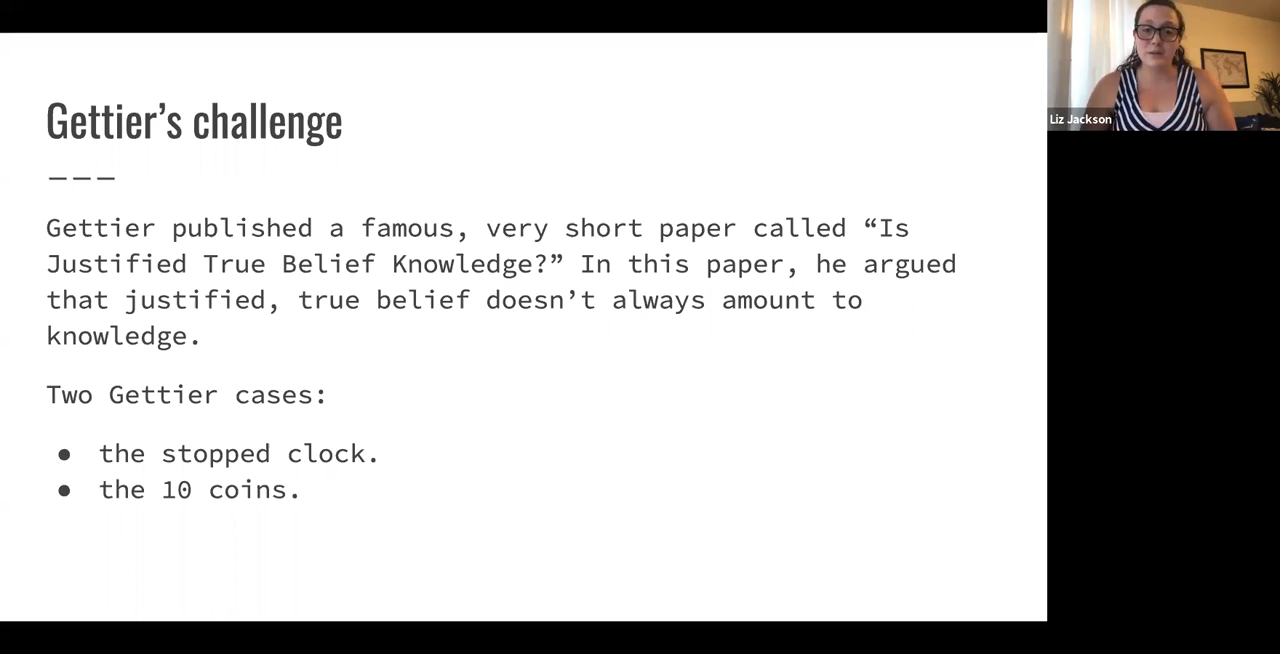 Gettier’s challenge
Gettier published a famous, very short paper called “Is
Justified True Belief Knowledge?” In this paper, he argued
that justified, true belief doesn’t always amount to
knowledge.
Two Gettier cases:
● the stopped clock.
● the 10 coins.
Liz Jackson